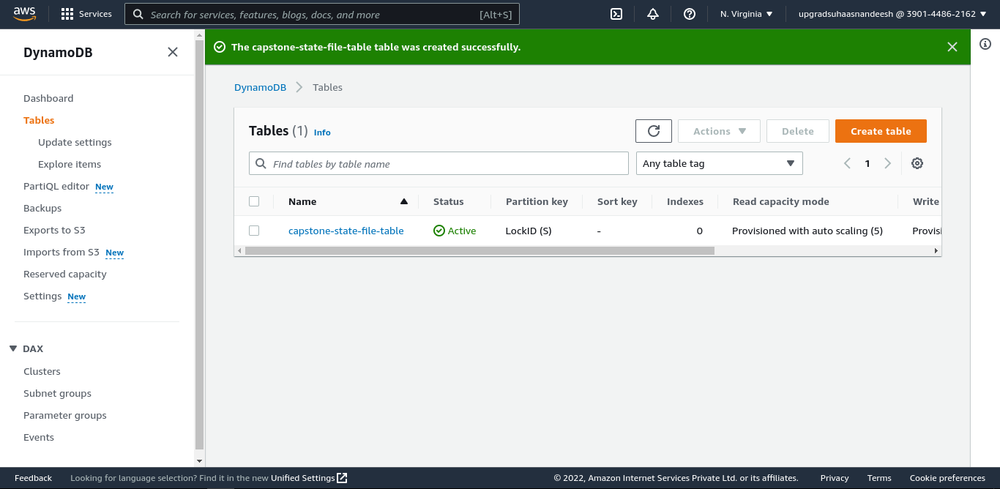 aws
Services
Search for services, features, blogs, docs, and more
[Alt+S]
N. Virginia
upgradsuhaasnandeesh @ 3901-4486-2162
DynamoDB
Dashboard
Tables
Update settings
Explore items
PartiQL editor New
Backups
Exports to S3
Imports from S3 New
Reserved capacity
Settings New
DAX
Clusters
Subnet groups
Parameter groups
Events
The capstone-state-file-table table was created successfully.
DynamoDB Tables
Tables (1) Info
Actions Delete Create table
Find tables by table name Any table tag 1
Name Status Partition key Sort key Indexes Read capacity mode Write
capstone-state-file-table Active LockID (S) - 0 Provisioned with auto scaling (5) Provisi
Feedback Looking for language selection? Find it in the new Unified Settings © 2022, Amazon Internet Services Private Ltd. or its affiliates. Privacy Terms Cookie preferences